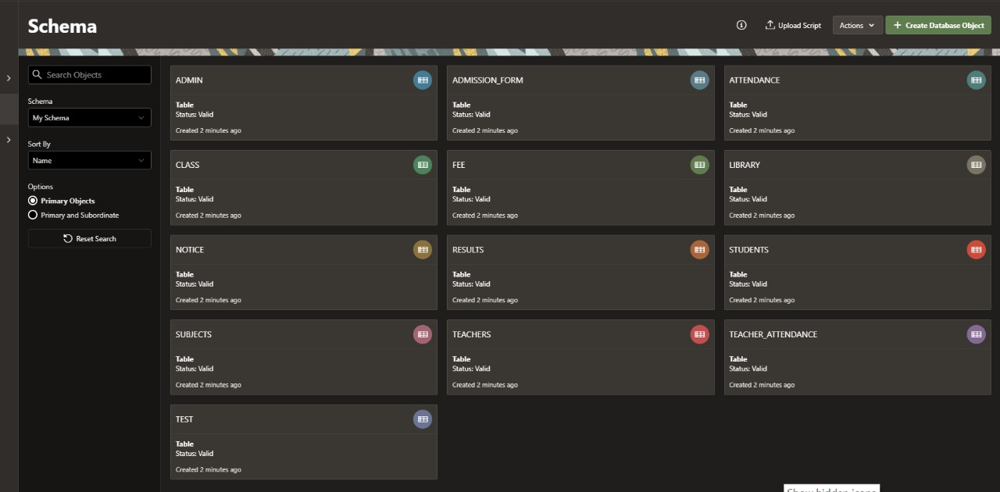 Schema
Upload Script
Actions
Create Database Object
Search Objects
Schema
My Schema
Sort By
Name
Options
Primary Objects
Primary and Subordinate
Reset Search
ADMIN
Table
Status: Valid
Created 2 minutes ago
ADMISSION_FORM
Table
Status: Valid
Created 2 minutes ago
ATTENDANCE
Table
Status: Valid
Created 2 minutes ago
CLASS
Table
Status: Valid
Created 2 minutes ago
FEE
Table
Status: Valid
Created 2 minutes ago
LIBRARY
Table
Status: Valid
Created 2 minutes ago
NOTICE
Table
Status: Valid
Created 2 minutes ago
RESULTS
Table
Status: Valid
Created 2 minutes ago
STUDENTS
Table
Status: Valid
Created 2 minutes ago
SUBJECTS
Table
Status: Valid
Created 2 minutes ago
TEACHERS
Table
Status: Valid
Created 2 minutes ago
TEACHER_ATTENDANCE
Table
Status: Valid
Created 2 minutes ago
TEST
Table
Status: Valid
Created 2 minutes ago
Show hidden icons